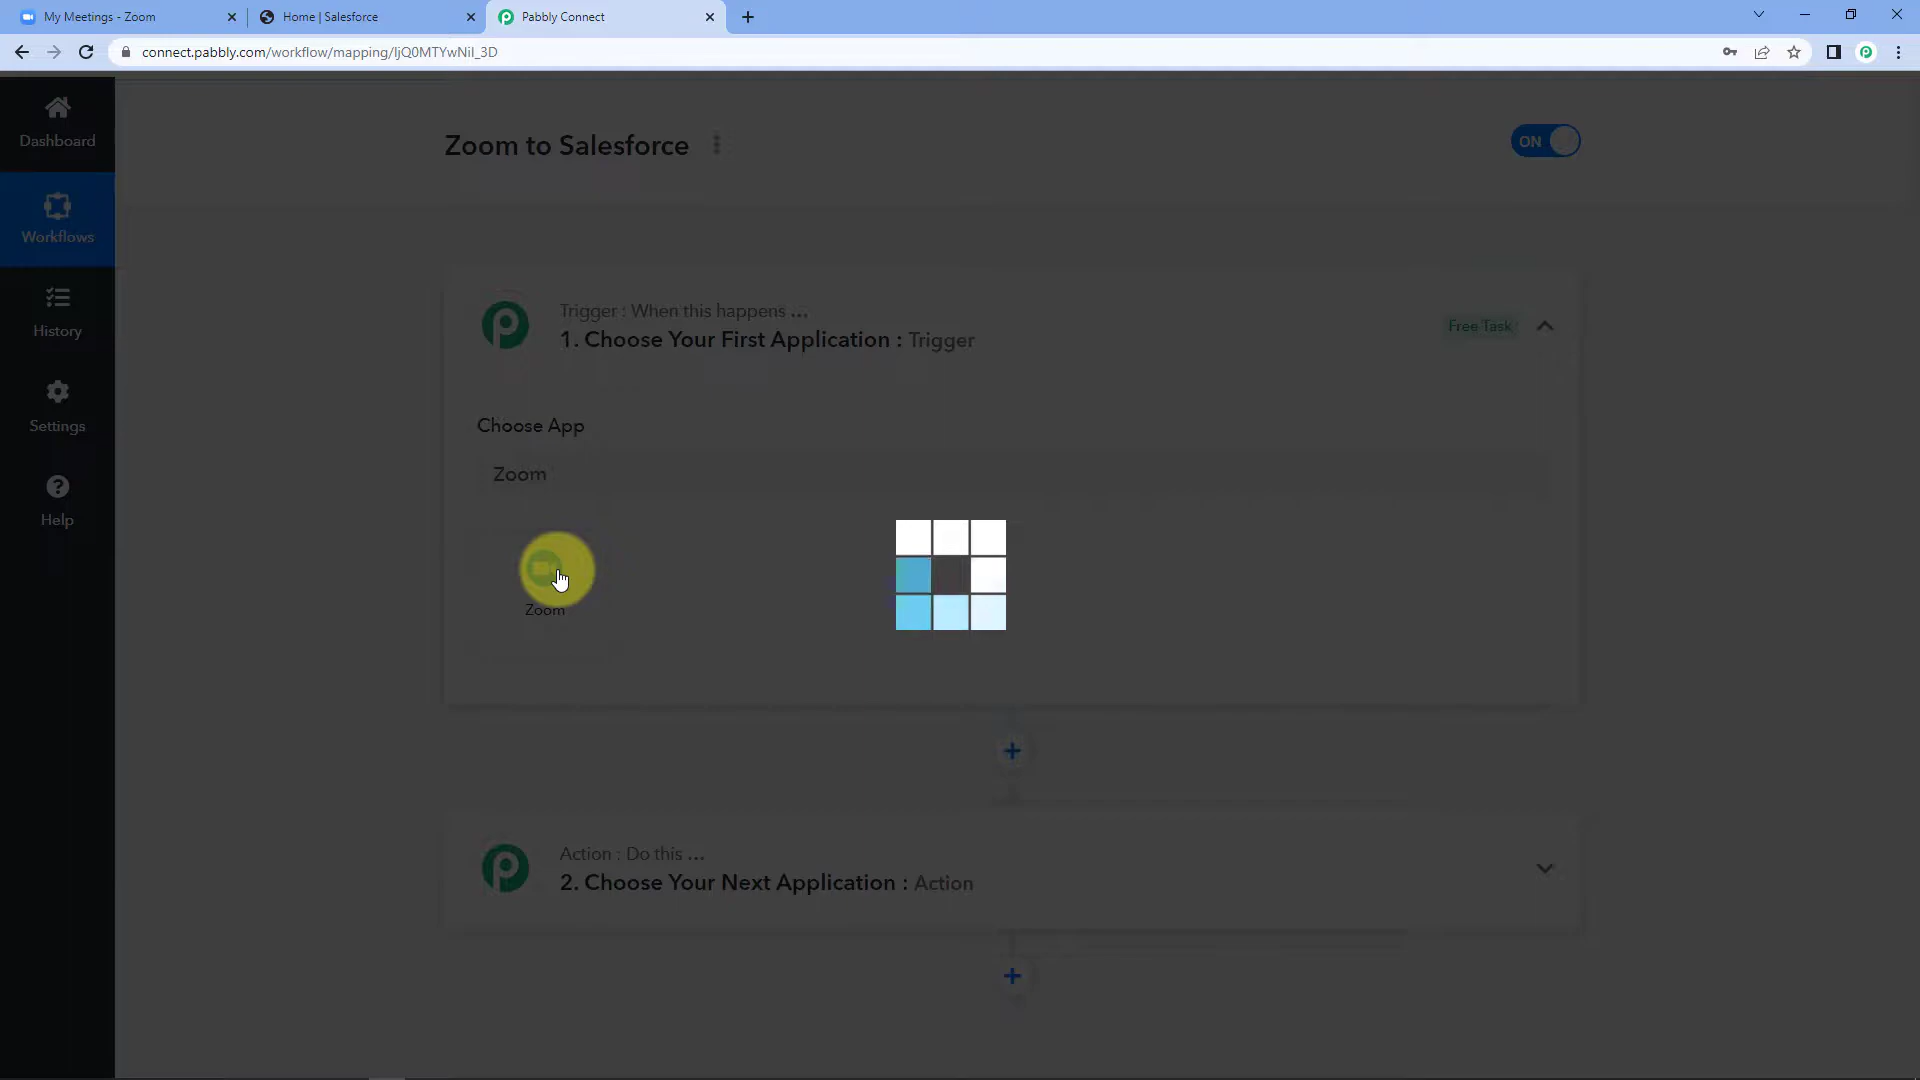 My Meetings - Zoom
Home | Salesforce
Pabbly Connect
connect.pabbly.com/workflow/mapping/IjQ0MTYwNiI_3D
Dashboard
Workflows
History
Settings
Help
Zoom to Salesforce
ON
Trigger : When this happens ...
1. Choose Your First Application : Trigger
Free Task
Choose App
Zoom
Zoom
Action : Do this ...
2. Choose Your Next Application : Action